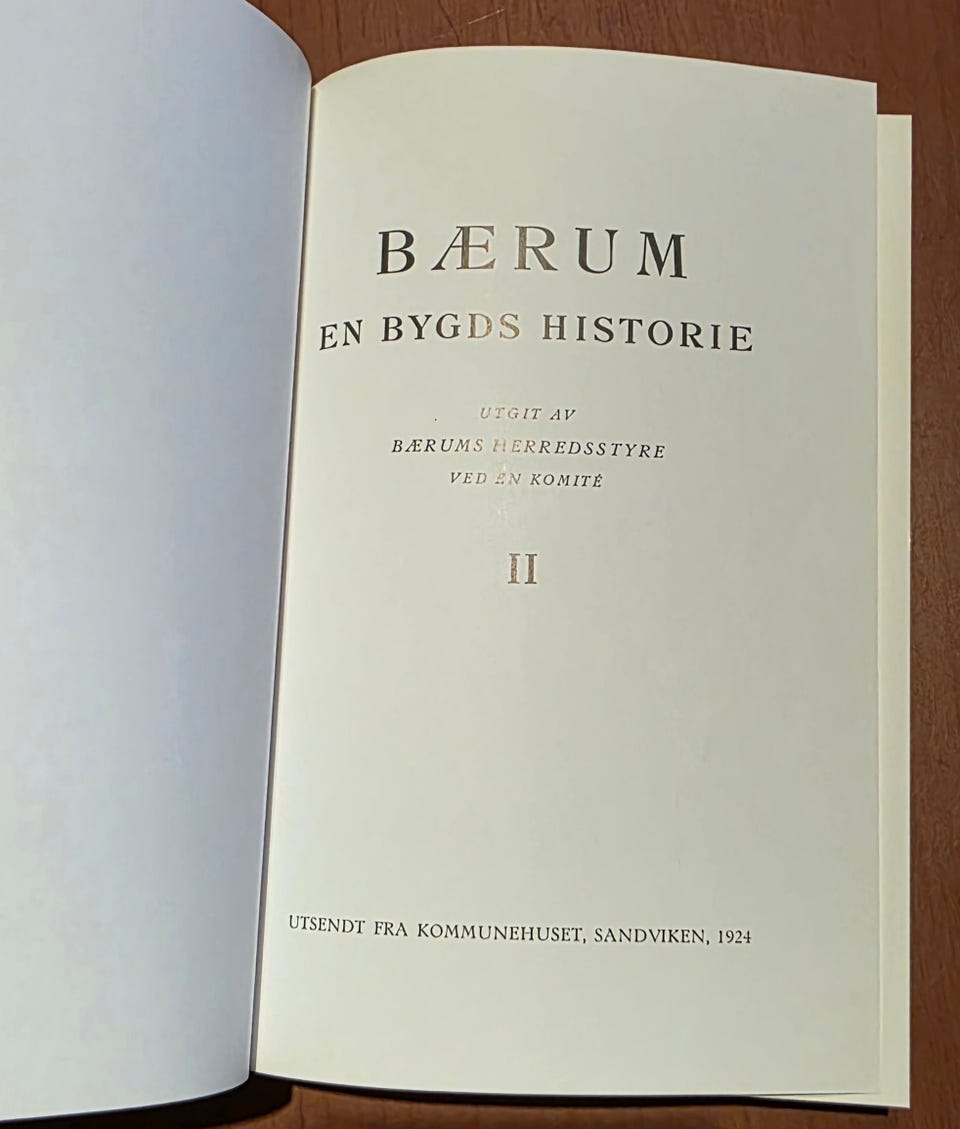 BÆRUM
EN BYGDS HISTORIE
UTGIT AV
BÆRUMS HERREDSSTYRE
VED EN KOMITÉ
II
UTSENDT FRA KOMMUNEHUSET, SANDVIKEN, 1924